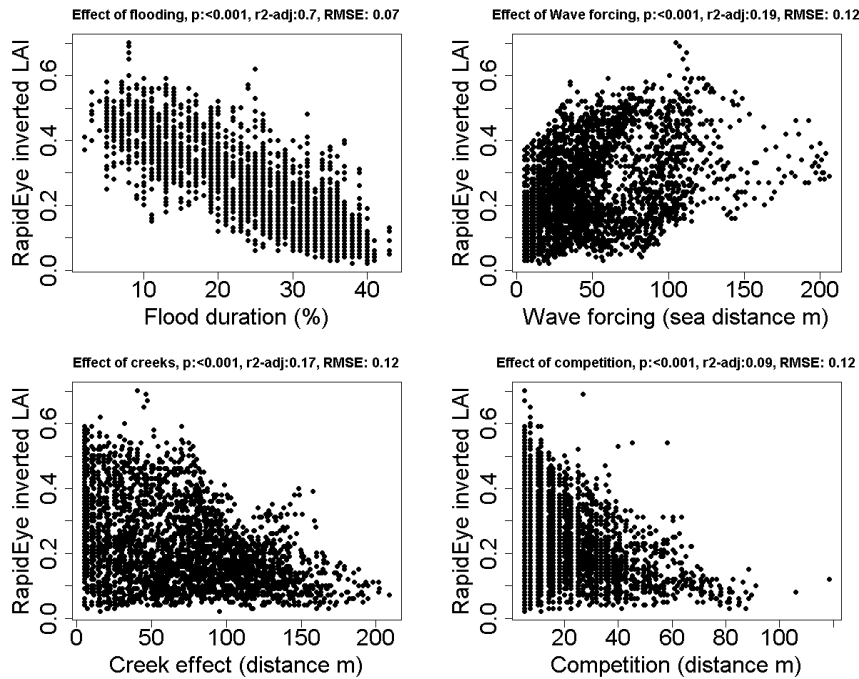 Effect of flooding, p:<0.001, r2-adj:0.7, RMSE: 0.07
RapidEye inverted LAI
0.0 0.2 0.4 0.6
10 20 30 40
Flood duration (%)
Effect of Wave forcing, p:<0.001, r2-adj:0.19, RMSE: 0.12
RapidEye inverted LAI
0.0 0.2 0.4 0.6
0 50 100 150 200
Wave forcing (sea distance m)
Effect of creeks, p:<0.001, r2-adj:0.17, RMSE: 0.12
RapidEye inverted LAI
0.0 0.2 0.4 0.6
0 50 100 150 200
Creek effect (distance m)
Effect of competition, p:<0.001, r2-adj:0.09, RMSE: 0.12
RapidEye inverted LAI
0.0 0.2 0.4 0.6
20 40 60 80 100
Competition (distance m)